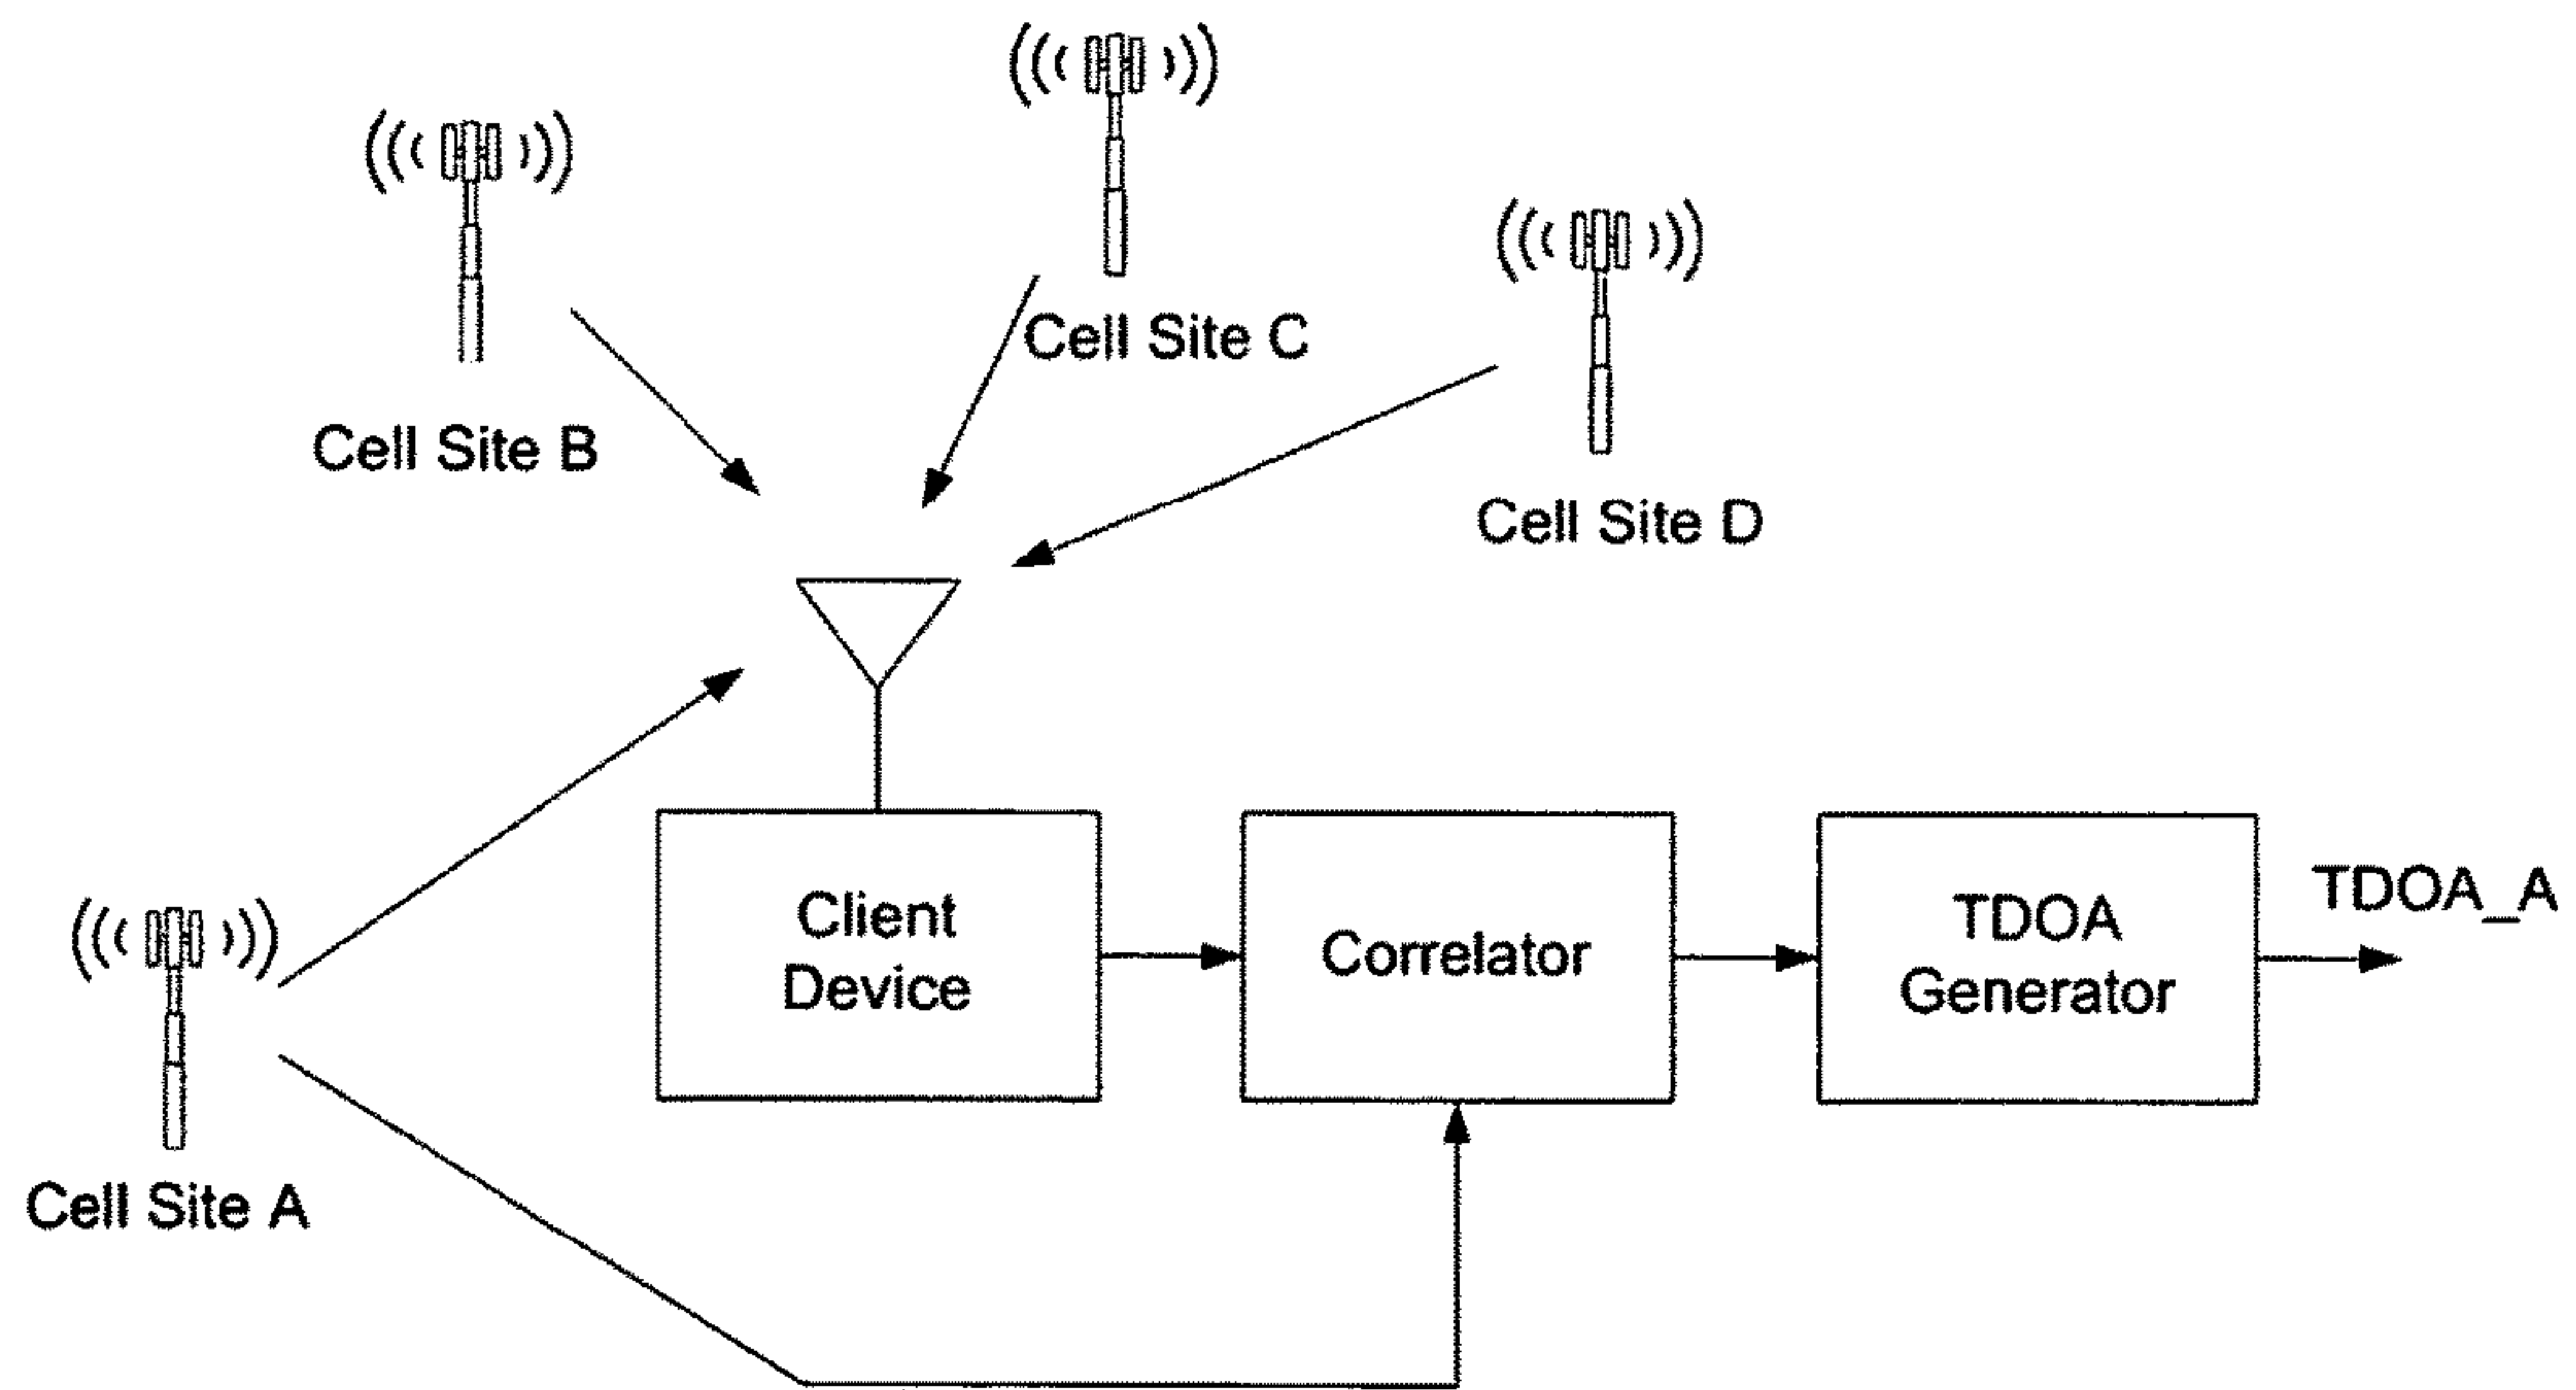 Cell Site C
Cell Site B
Cell Site D
Client
Device
Correlator
TDOA
Generator
TDOA_A
Cell Site A